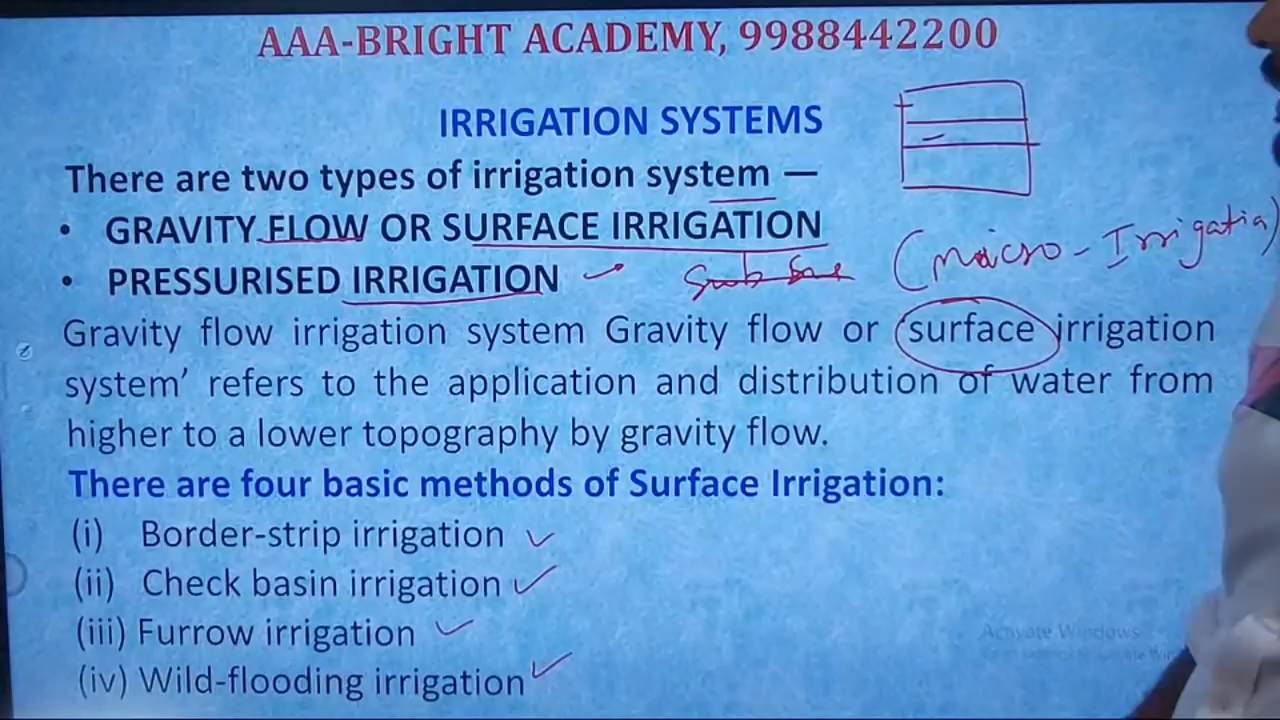 AAA-BRIGHT ACADEMY, 9988442200
IRRIGATION SYSTEMS
There are two types of irrigation system —
• GRAVITY FLOW OR SURFACE IRRIGATION
• PRESSURISED IRRIGATION
(micro-Irrigation)
Gravity flow irrigation system Gravity flow or 'surface irrigation
system' refers to the application and distribution of water from
higher to a lower topography by gravity flow.
There are four basic methods of Surface Irrigation:
(i) Border-strip irrigation
(ii) Check basin irrigation
(iii) Furrow irrigation
(iv) Wild-flooding irrigation
Activate Windows